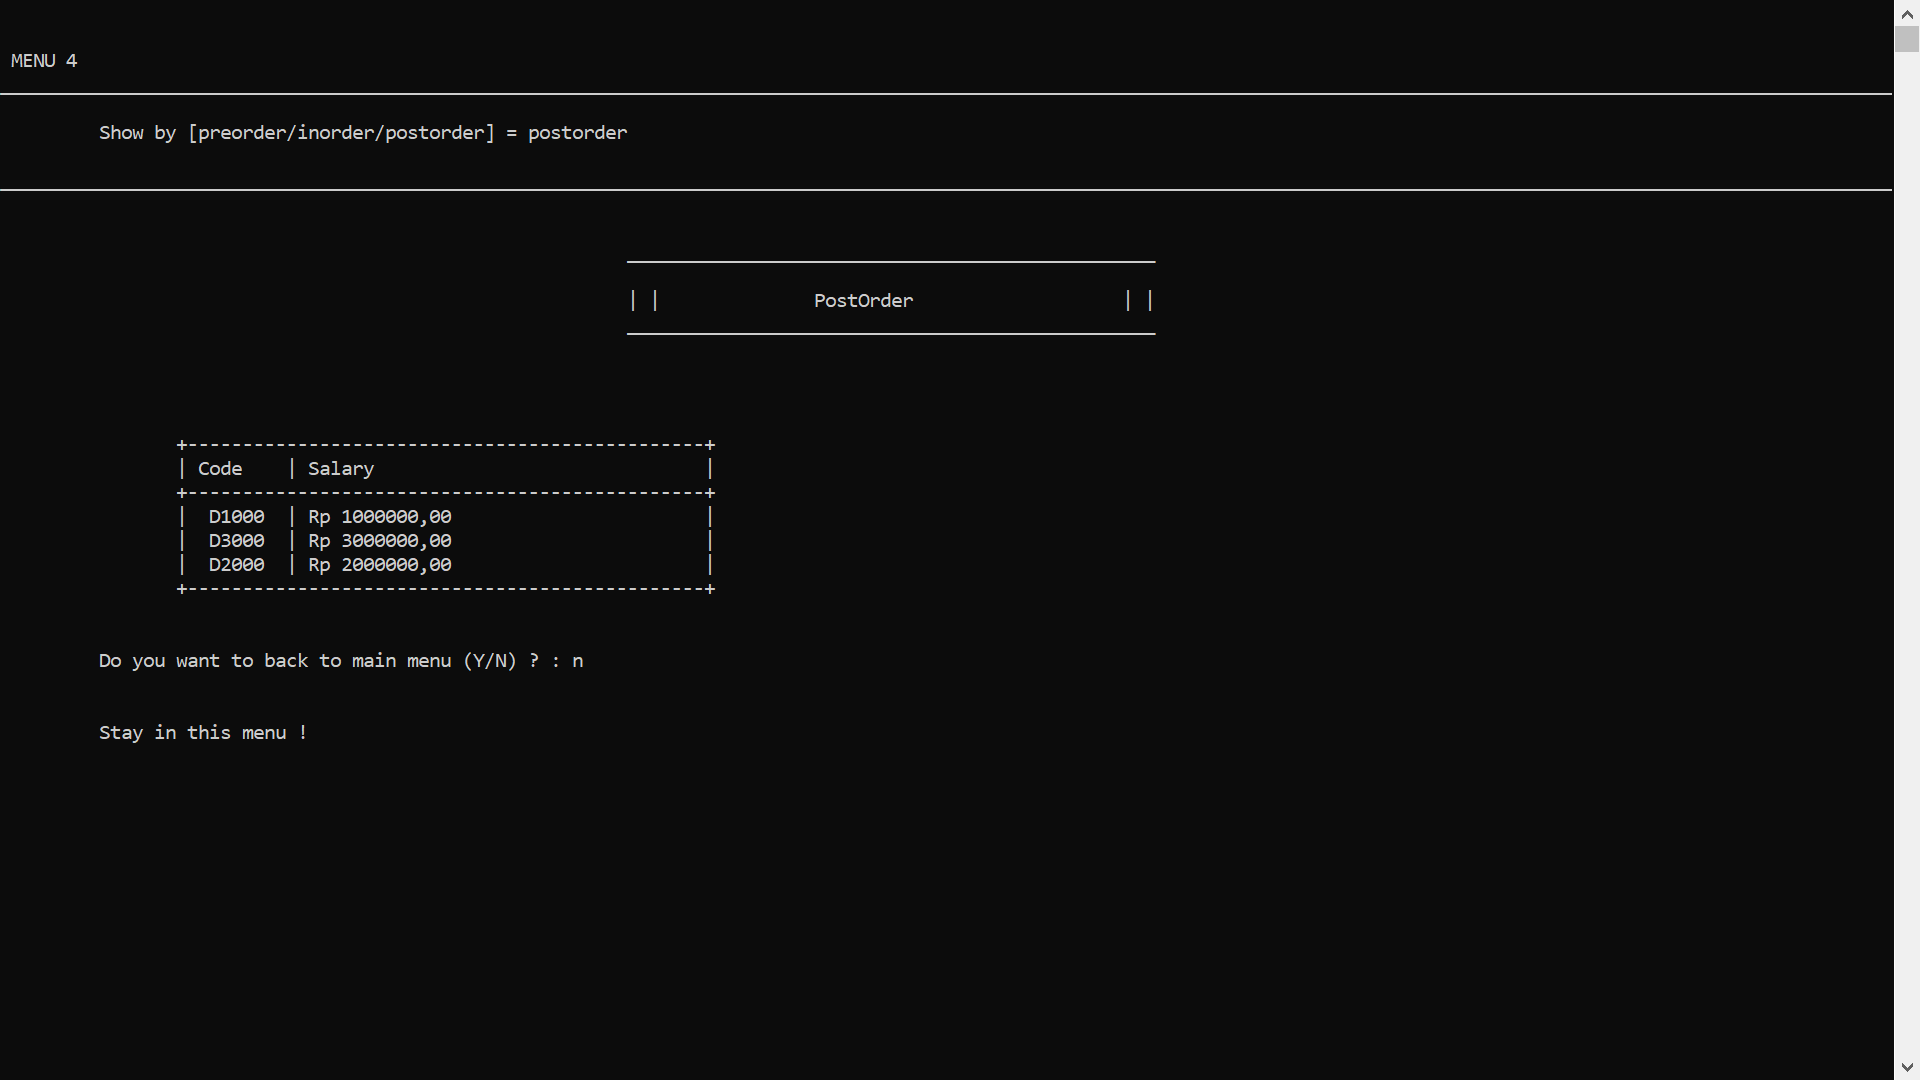 MENU 4
Show by [preorder/inorder/postorder] = postorder
| | PostOrder | |
+-----------------------------------------------+
| Code | Salary |
+-----------------------------------------------+
| D1000 | Rp 1000000,00 |
| D3000 | Rp 3000000,00 |
| D2000 | Rp 2000000,00 |
+-----------------------------------------------+
Do you want to back to main menu (Y/N) ? : n
Stay in this menu !